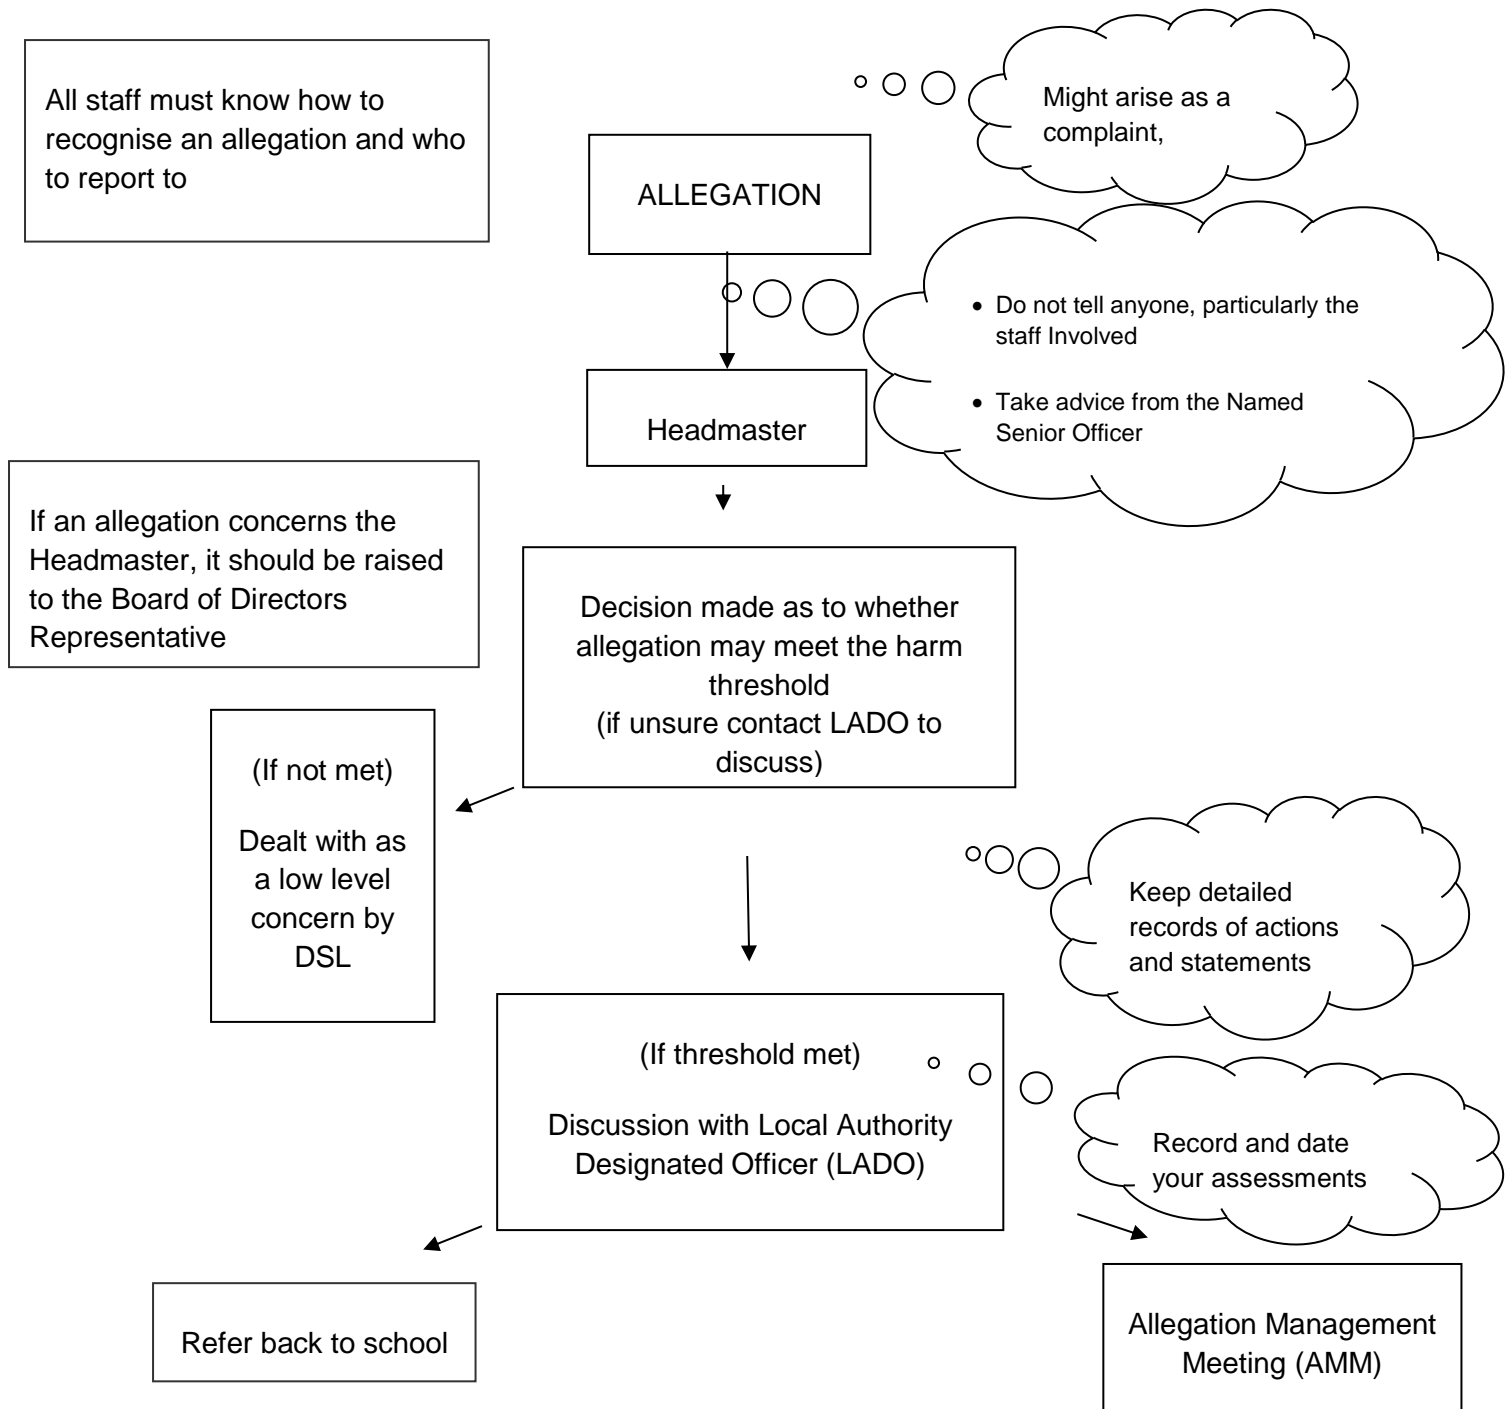 All staff must know how to
recognise an allegation and who
to report to
Might arise as a
complaint,
ALLEGATION
• Do not tell anyone, particularly the
staff Involved
• Take advice from the Named
Senior Officer
Headmaster
If an allegation concerns the
Headmaster, it should be raised
to the Board of Directors
Representative
Decision made as to whether
allegation may meet the harm
threshold
(if unsure contact LADO to
discuss)
(If not met)
Dealt with as
a low level
concern by
DSL
Keep detailed
records of actions
and statements
(If threshold met)
Discussion with Local Authority
Designated Officer (LADO)
Record and date
your assessments
Refer back to school
Allegation Management
Meeting (AMM)